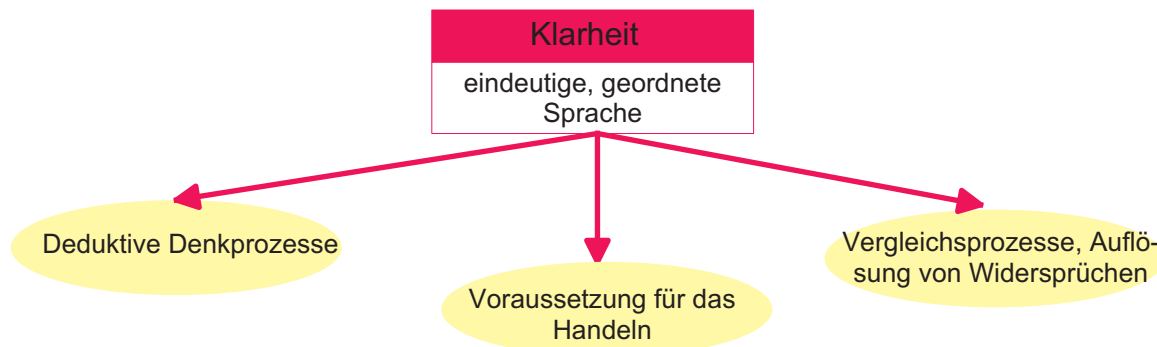 Klarheit
eindeutige, geordnete
Sprache
Deduktive Denkprozesse
Voraussetzung für das
Handeln
Vergleichsprozesse, Auflö-
sung von Widersprüchen